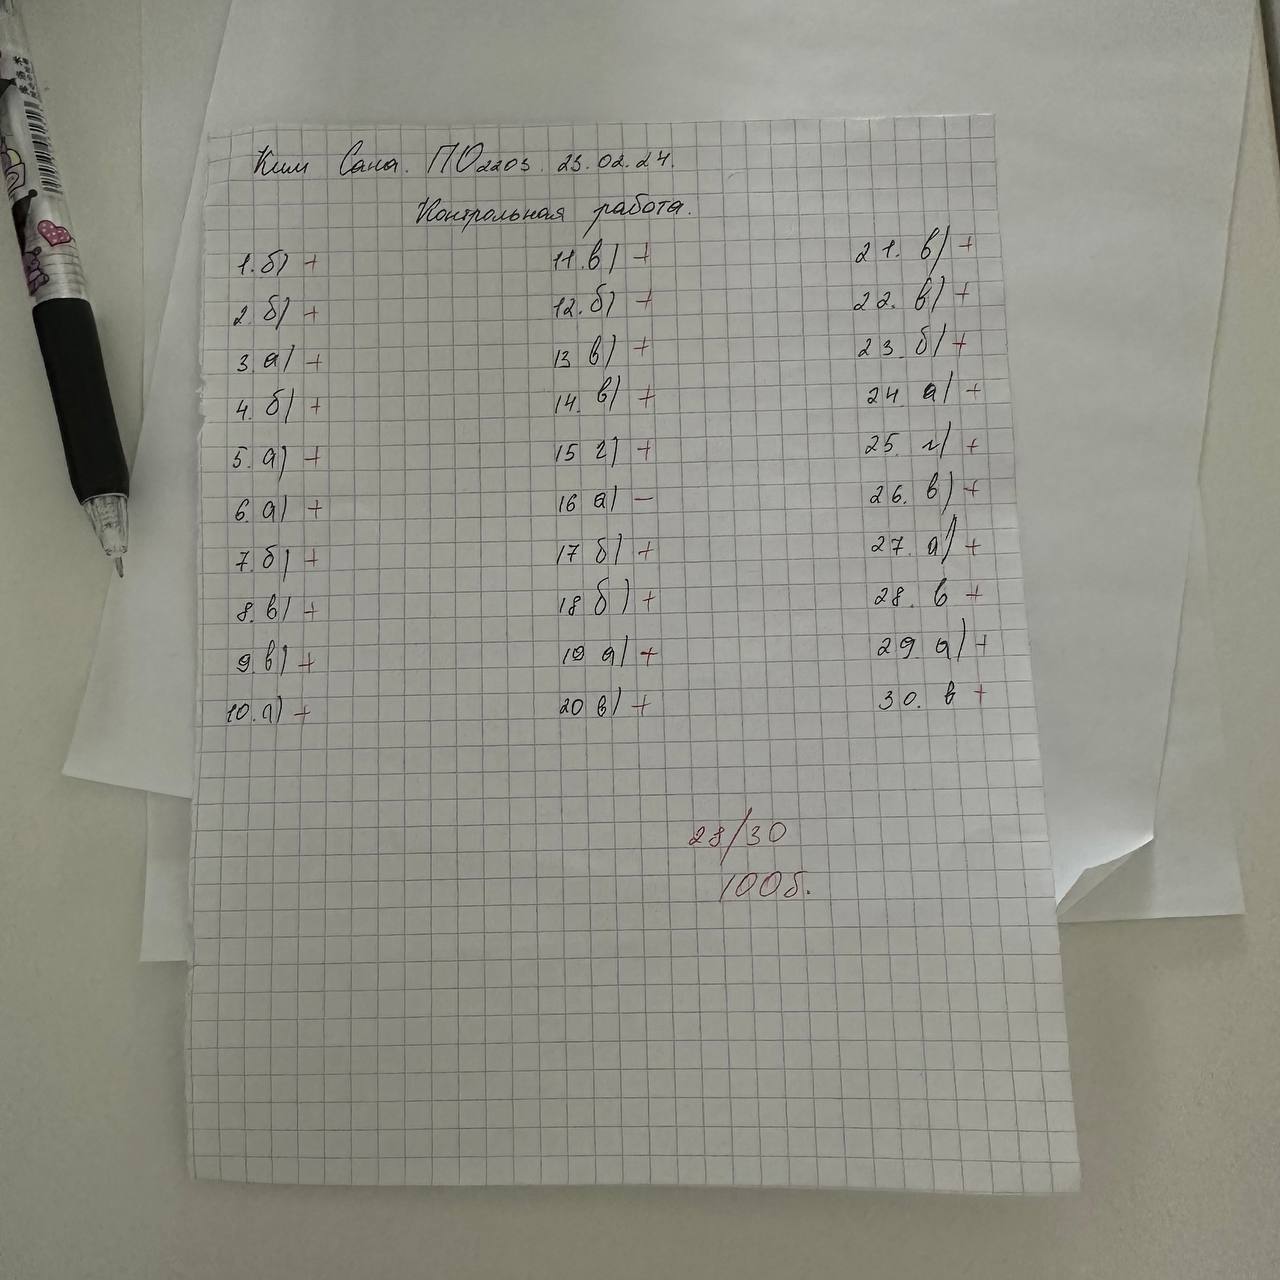 Ким Сана. ПО2203. 23.02.24.
Контрольная работа.
1. б) +
2. б) +
3. а) +
4. б) +
5. а) +
6. а) +
7. б) +
8. в) +
9. в) +
10. а) +
11. в) +
12. б) +
13 в) +
14. в) +
15 г) +
16 а) –
17 б) +
18 б) +
19 а) +
20 в) +
21. в) +
22. в) +
23. б) +
24 а) +
25. г) +
26. в) +
27. а) +
28. в +
29. а) +
30. в +
28/30
100б.